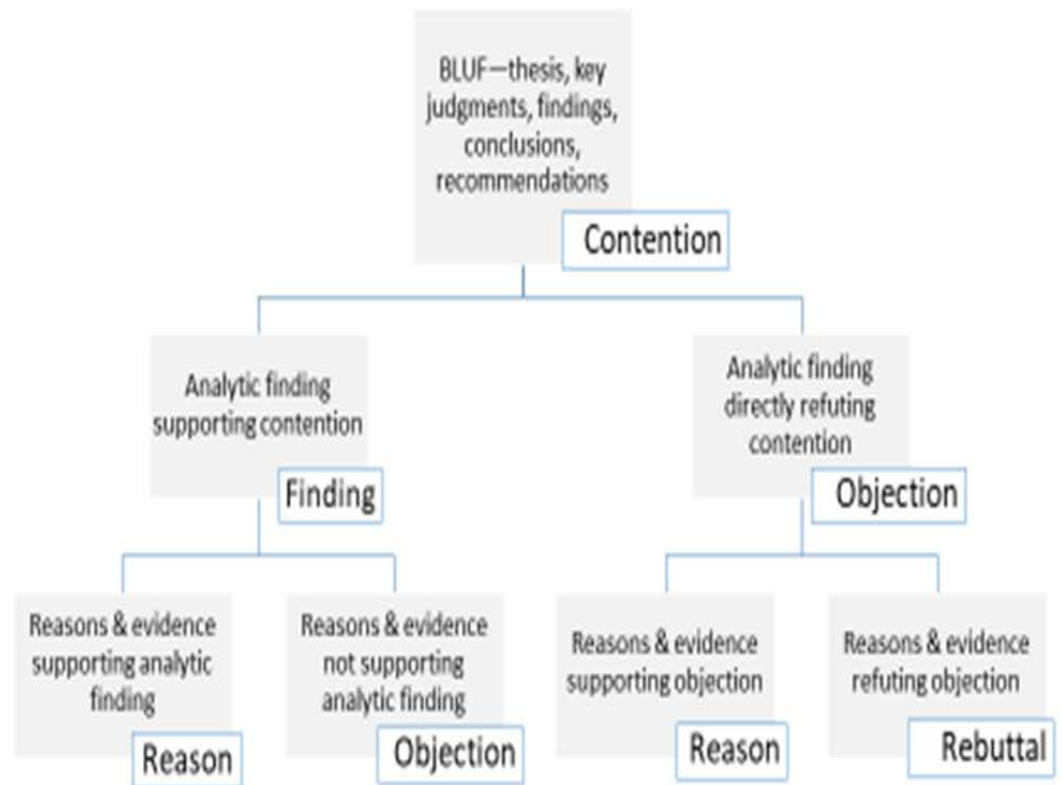 BLUF—thesis, key
judgments, findings,
conclusions,
recommendations
Contention
Analytic finding
supporting contention
Finding
Analytic finding
directly refuting
contention
Objection
Reasons & evidence
supporting analytic
finding
Reason
Reasons & evidence
not supporting
analytic finding
Objection
Reasons & evidence
supporting objection
Reason
Reasons & evidence
refuting objection
Rebuttal